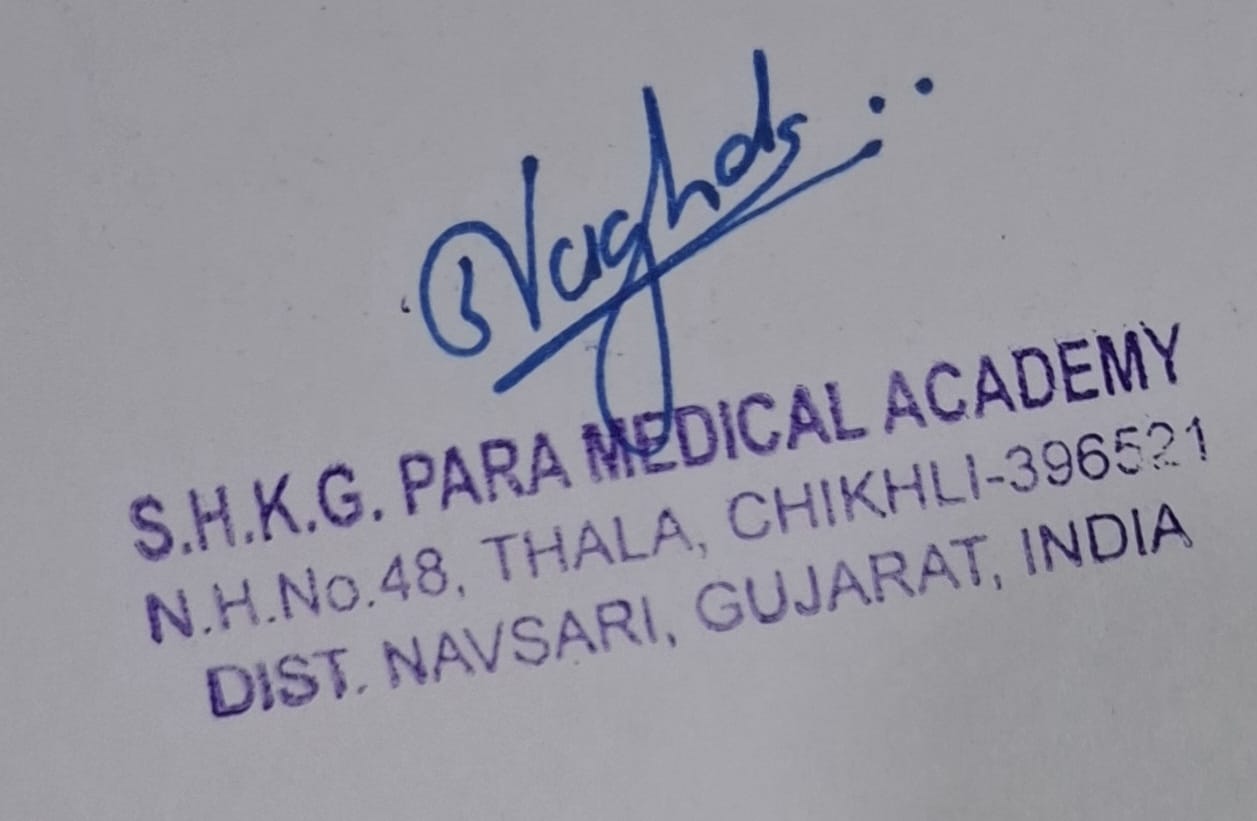 S.H.K.G. PARA MEDICAL ACADEMY
N.H.No.48, THALA, CHIKHLI-396521
DIST. NAVSARI, GUJARAT, INDIA